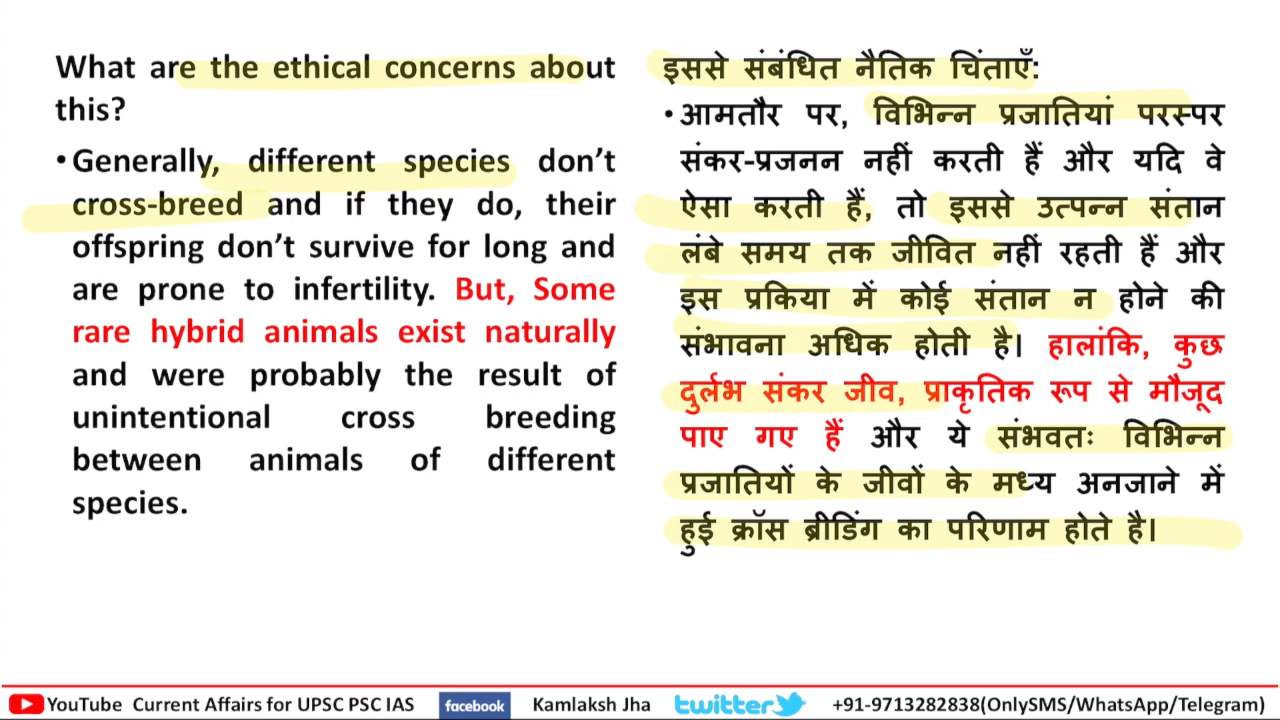 What are the ethical concerns about
this?
• Generally, different species don’t
cross-breed and if they do, their
offspring don’t survive for long and
are prone to infertility. But, Some
rare hybrid animals exist naturally
and were probably the result of
unintentional cross breeding
between animals of different
species.
इससे संबंधित नैतिक चिंताएँ:
• आमतौर पर, विभिन्न प्रजातियां परस्पर
संकर-प्रजनन नहीं करती हैं और यदि वे
ऐसा करती हैं, तो इससे उत्पन्न संतान
लंबे समय तक जीवित नहीं रहती हैं और
इस प्रकिया में कोई संतान न होने की
संभावना अधिक होती है। हालांकि, कुछ
दुर्लभ संकर जीव, प्राकृतिक रूप से मौजूद
पाए गए हैं और ये संभवतः विभिन्न
प्रजातियों के जीवों के मध्य अनजाने में
हुई क्रॉस ब्रीडिंग का परिणाम होते है।
YouTube Current Affairs for UPSC PSC IAS facebook Kamlaksh Jha twitter +91-9713282838(OnlySMS/WhatsApp/Telegram)